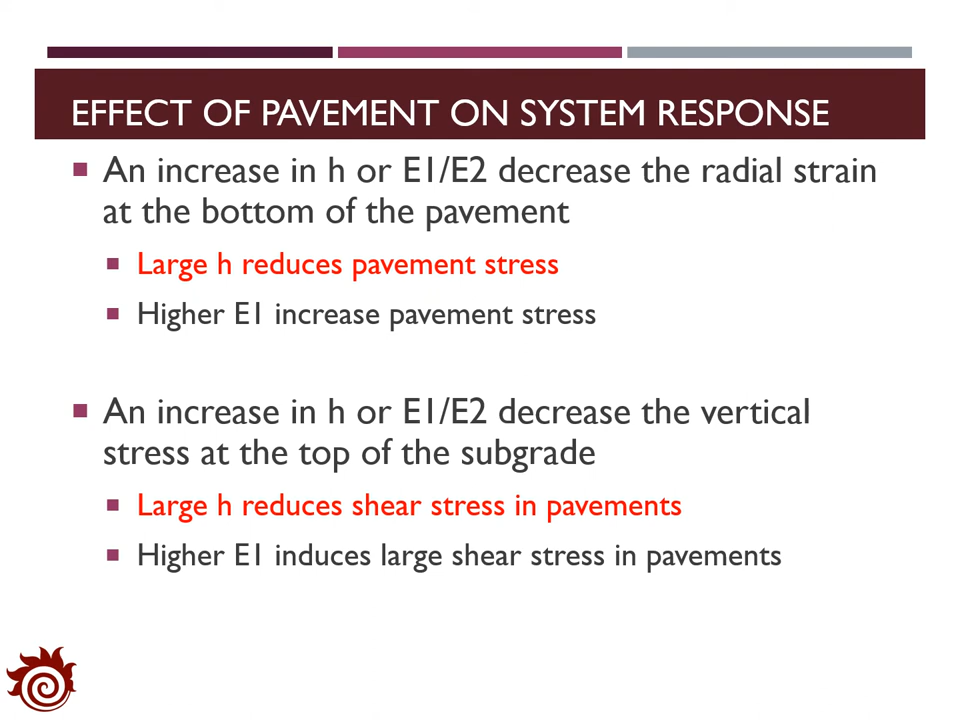 EFFECT OF PAVEMENT ON SYSTEM RESPONSE
An increase in h or E1/E2 decrease the radial strain
at the bottom of the pavement
Large h reduces pavement stress
Higher E1 increase pavement stress
An increase in h or E1/E2 decrease the vertical
stress at the top of the subgrade
Large h reduces shear stress in pavements
Higher E1 induces large shear stress in pavements